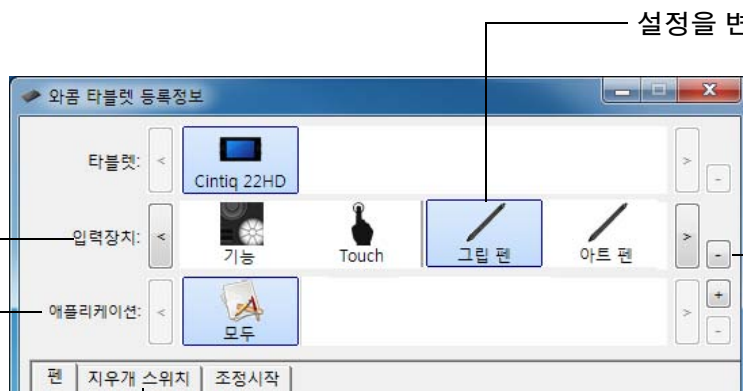 설정을 변
와콤 타블렛 등록정보
타블렛: < Cintiq 22HD > -
입력장치: < 기능 Touch 그립 펜 아트 펜 > -
애플리케이션: < 모두 > + -
펜 지우개 스위치 조정시작